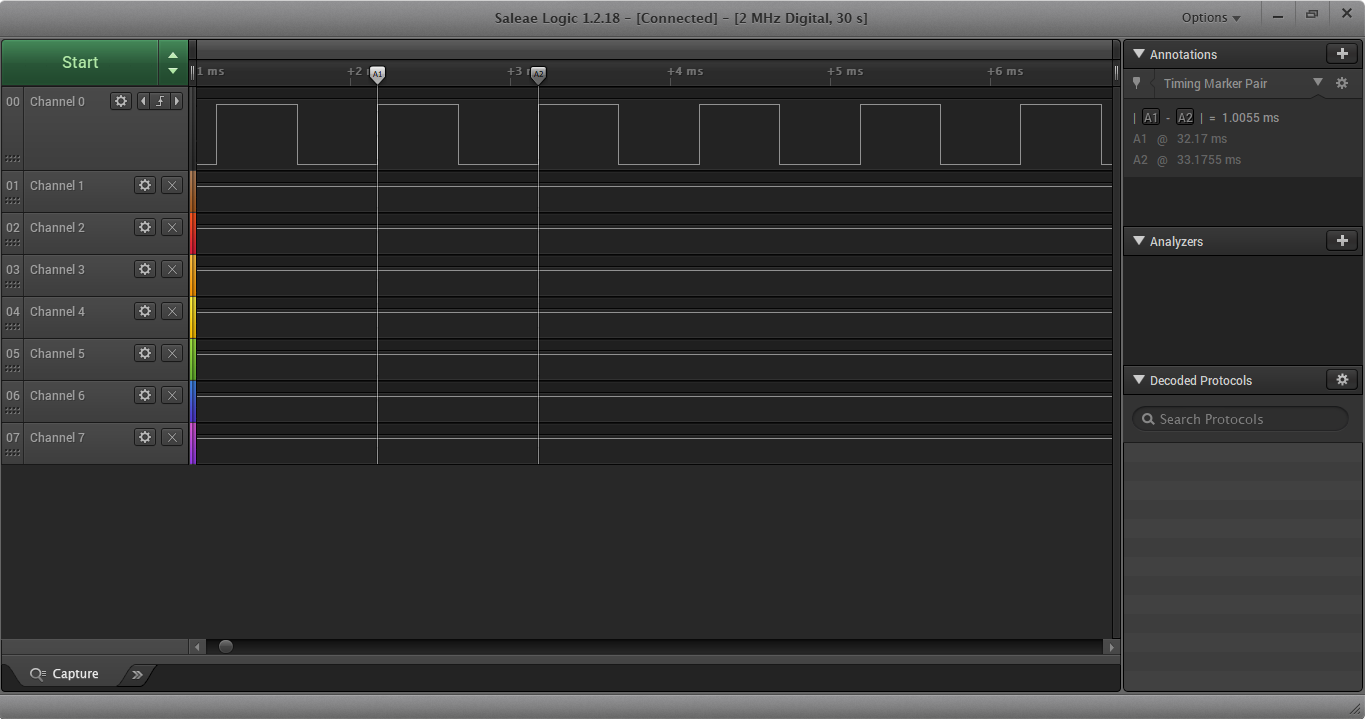 Saleae Logic 1.2.18 - [Connected] - [2 MHz Digital, 30 s]
Options
Start
1 ms +2 +3 +4 ms +5 ms +6 ms
A1 A2
00 Channel 0
01 Channel 1
02 Channel 2
03 Channel 3
04 Channel 4
05 Channel 5
06 Channel 6
07 Channel 7
Capture
Annotations
Timing Marker Pair
| A1 - A2 | = 1.0055 ms
A1 @ 32.17 ms
A2 @ 33.1755 ms
Analyzers
Decoded Protocols
Search Protocols